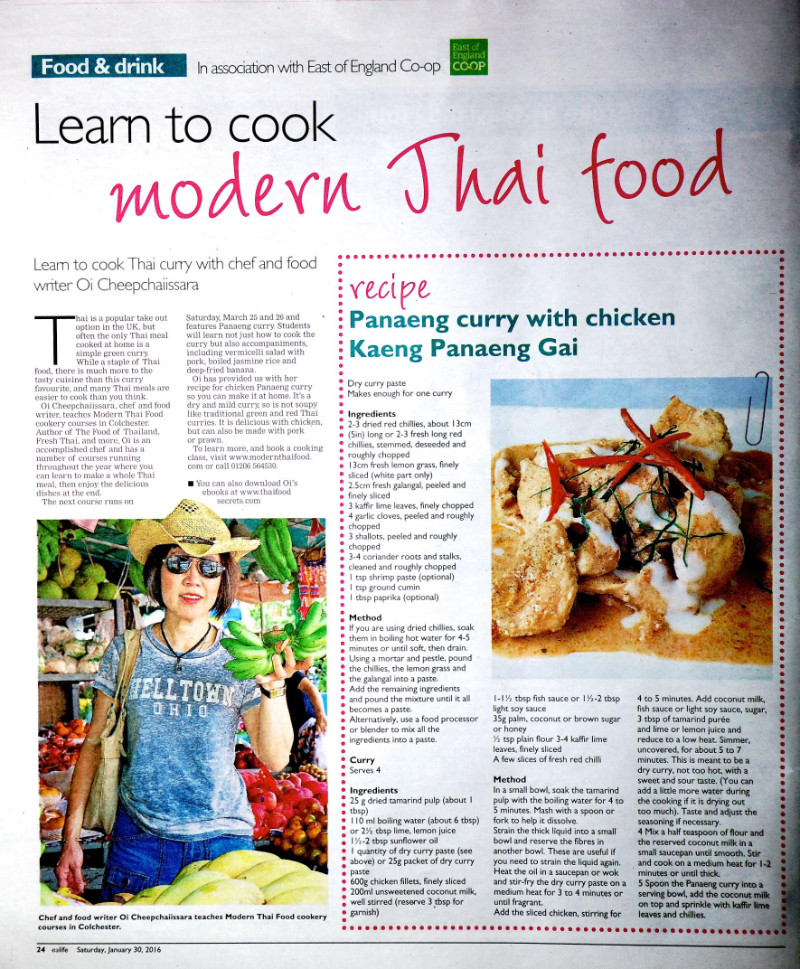 Food & drink
In association with East of England Co-op
East of
England
CO-OP
Learn to cook
modern Thai food
Learn to cook Thai curry with chef and food
writer Oi Cheepchaiissara
Thai is a popular take out
option in the UK, but
often the only Thai meal
cooked at home is a
simple green curry.
While a staple of Thai
food, there is much more to the
tasty cuisine than this curry
favourite, and many Thai meals are
easier to cook than you think.
Oi Cheepchaiissara, chef and food
writer, teaches Modern Thai Food
cookery courses in Colchester.
Author of The Food of Thailand,
Fresh Thai, and more, Oi is an
accomplished chef and has a
number of courses running
throughout the year where you
can learn to make a whole Thai
meal, then enjoy the delicious
dishes at the end.
The next course runs on
Saturday, March 25 and 26 and
features Panaeng curry. Students
will learn not just how to cook the
curry but also accompaniments,
including vermicelli salad with
pork, boiled jasmine rice and
deep-fried banana.
Oi has provided us with her
recipe for chicken Panaeng curry
so you can make it at home. It's a
dry and mild curry, so is not soupy
like traditional green and red Thai
curries. It is delicious with chicken,
but can also be made with pork
or prawn.
To learn more, and book a cooking
class, visit www.modernthaifood.
com or call 01206 564530.
■ You can also download Oi's
ebooks at www.thaifood
secrets.com
WELLTOWN
OHIO
Chef and food writer Oi Cheepchaiissara teaches Modern Thai Food cookery
courses in Colchester.
recipe
Panaeng curry with chicken
Kaeng Panaeng Gai
Dry curry paste
Makes enough for one curry
Ingredients
2-3 dried red chillies, about 13cm
(5in) long or 2-3 fresh long red
chillies, stemmed, deseeded and
roughly chopped
13cm fresh lemon grass, finely
sliced (white part only)
2.5cm fresh galangal, peeled and
finely sliced
3 kaffir lime leaves, finely chopped
4 garlic cloves, peeled and roughly
chopped
3 shallots, peeled and roughly
chopped
3-4 coriander roots and stalks,
cleaned and roughly chopped
1 tsp shrimp paste (optional)
1 tsp ground cumin
1 tbsp paprika (optional)
Method
If you are using dried chillies, soak
them in boiling hot water for 4-5
minutes or until soft, then drain.
Using a mortar and pestle, pound
the chillies, the lemon grass and
the galangal into a paste.
Add the remaining ingredients
and pound the mixture until it all
becomes a paste.
Alternatively, use a food processor
or blender to mix all the
ingredients into a paste.
Curry
Serves 4
Ingredients
25 g dried tamarind pulp (about 1
tbsp)
110 ml boiling water (about 6 tbsp)
or 2½ tbsp lime, lemon juice
1½-2 tbsp sunflower oil
1 quantity of dry curry paste (see
above) or 25g packet of dry curry
paste
600g chicken fillets, finely sliced
200ml unsweetened coconut milk,
well stirred (reserve 3 tbsp for
garnish)
1-1½ tbsp fish sauce or 1½-2 tbsp
light soy sauce
35g palm, coconut or brown sugar
or honey
½ tsp plain flour 3-4 kaffir lime
leaves, finely sliced
A few slices of fresh red chilli
Method
In a small bowl, soak the tamarind
pulp with the boiling water for 4 to
5 minutes. Mash with a spoon or
fork to help it dissolve.
Strain the thick liquid into a small
bowl and reserve the fibres in
another bowl. These are useful if
you need to strain the liquid again.
Heat the oil in a saucepan or wok
and stir-fry the dry curry paste on a
medium heat for 3 to 4 minutes or
until fragrant.
Add the sliced chicken, stirring for
4 to 5 minutes. Add coconut milk,
fish sauce or light soy sauce, sugar,
3 tbsp of tamarind purée
and lime or lemon juice and
reduce to a low heat. Simmer,
uncovered, for about 5 to 7
minutes. This is meant to be a
dry curry, not too hot, with a
sweet and sour taste. (You can
add a little more water during
the cooking if it is drying out
too much). Taste and adjust the
seasoning if necessary.
4 Mix a half teaspoon of flour and
the reserved coconut milk in a
small saucepan until smooth. Stir
and cook on a medium heat for 1-2
minutes or until thick.
5 Spoon the Panaeng curry into a
serving bowl, add the coconut milk
on top and sprinkle with kaffir lime
leaves and chillies.
24 ealife Saturday, January 30, 2016